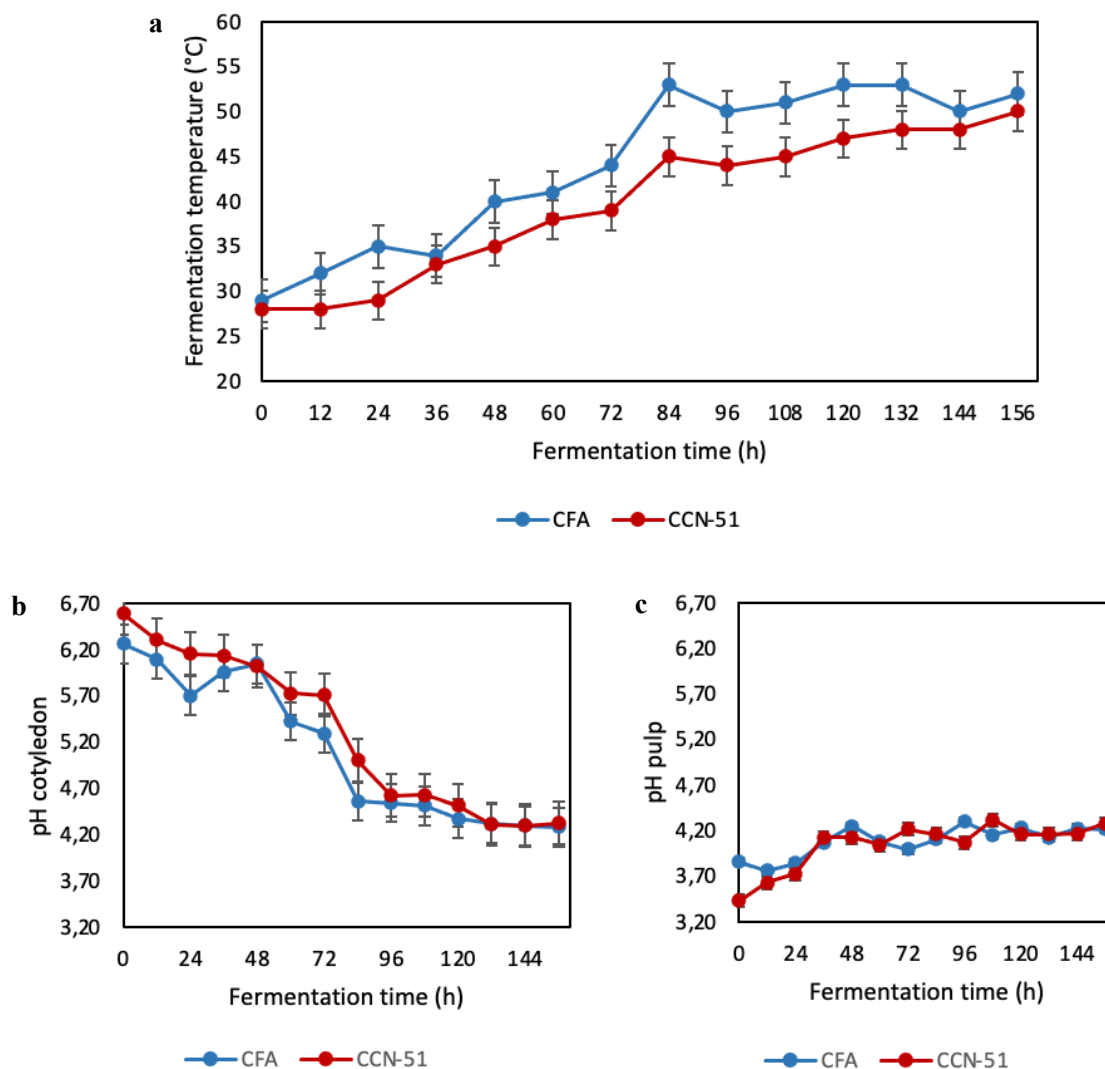 a
Fermentation temperature (°C)
60
55
50
45
40
35
30
25
20
0 12 24 36 48 60 72 84 96 108 120 132 144 156
Fermentation time (h)
CFA CCN-51
b
pH cotyledon
6,70
6,20
5,70
5,20
4,70
4,20
3,70
3,20
0 24 48 72 96 120 144
Fermentation time (h)
CFA CCN-51
c
pH pulp
6,70
6,20
5,70
5,20
4,70
4,20
3,70
3,20
0 24 48 72 96 120 144
Fermentation time (h)
CFA CCN-51